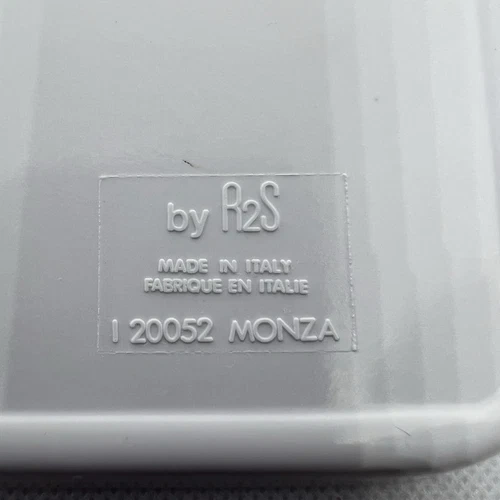 by R2S
MADE IN ITALY
FABRIQUE EN ITALIE
I 20052 MONZA